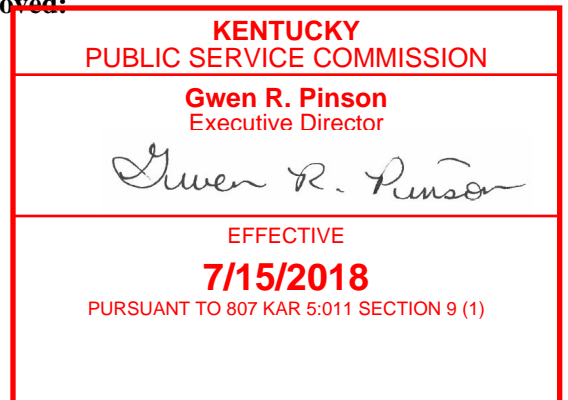 oved:
KENTUCKY
PUBLIC SERVICE COMMISSION
Gwen R. Pinson
Executive Director
Gwen R. Pinson
EFFECTIVE
7/15/2018
PURSUANT TO 807 KAR 5:011 SECTION 9 (1)